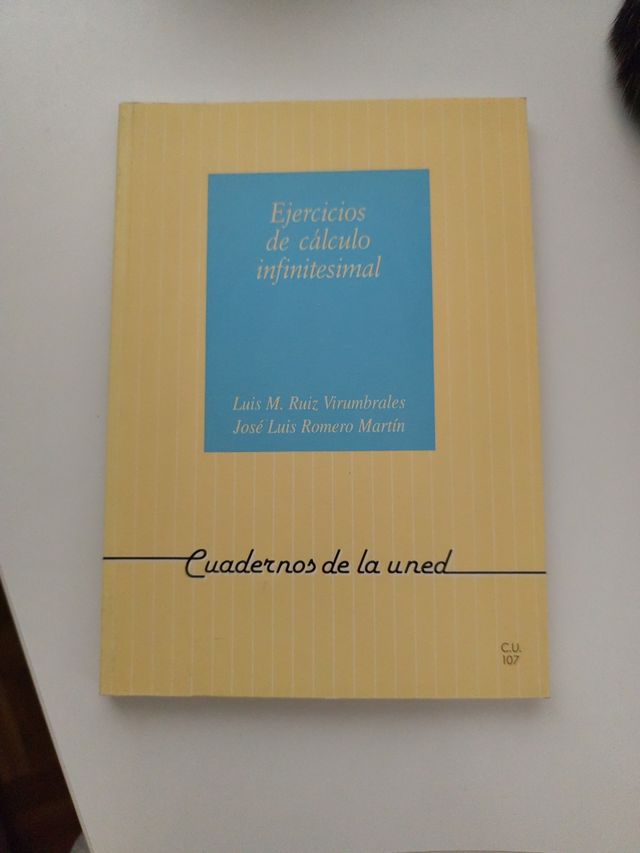 Ejercicios
de cálculo
infinitesimal
Luis M. Ruiz Virumbrales
José Luis Romero Martín
Cuadernos de la uned
C.U.
107